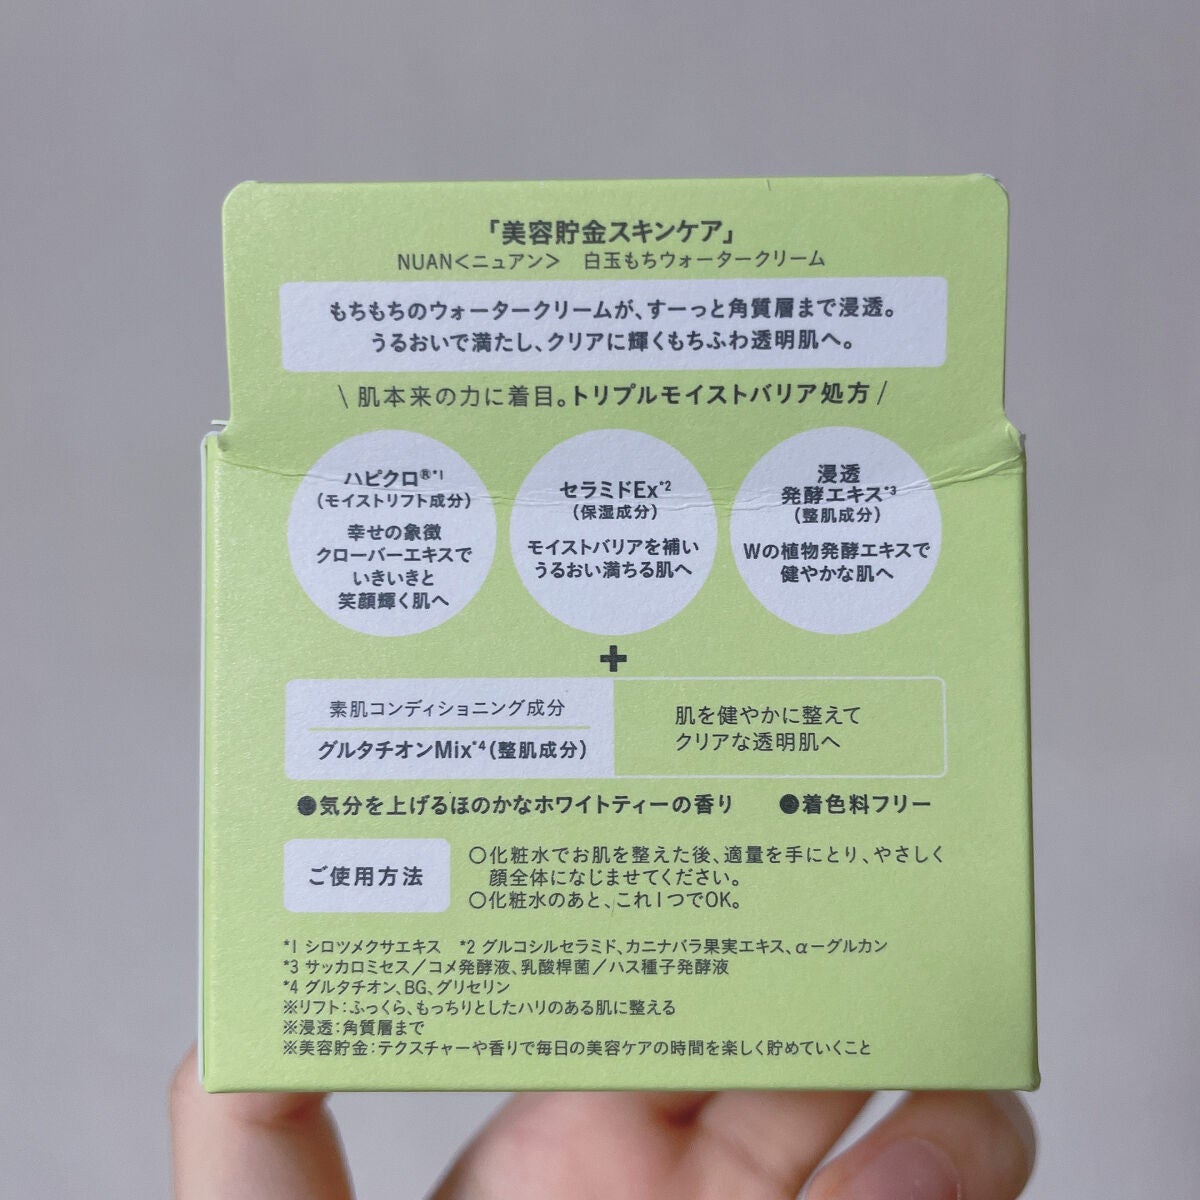 「美容貯金スキンケア」
NUAN＜ニュアン＞　白玉もちウォータークリーム
もちもちのウォータークリームが、すーっと角質層まで浸透。
うるおいで満たし、クリアに輝くもちふわ透明肌へ。
\ 肌本来の力に着目。トリプルモイストバリア処方 /
ハピクロ®*1
（モイストリフト成分）
幸せの象徴
クローバーエキスで
いきいきと
笑顔輝く肌へ
セラミドEx*2
（保湿成分）
モイストバリアを補い
うるおい満ちる肌へ
浸透
発酵エキス*3
（整肌成分）
Wの植物発酵エキスで
健やかな肌へ
+
素肌コンディショニング成分
グルタチオンMix*4（整肌成分）
肌を健やかに整えて
クリアな透明肌へ
●気分を上げるほのかなホワイトティーの香り　●着色料フリー
ご使用方法
○化粧水でお肌を整えた後、適量を手にとり、やさしく
顔全体になじませてください。
○化粧水のあと、これ1つでOK。
*1 シロツメクサエキス　*2 グルコシルセラミド、カニナバラ果実エキス、α－グルカン
*3 サッカロミセス／コメ発酵液、乳酸桿菌／ハス種子発酵液
*4 グルタチオン、BG、グリセリン
※リフト：ふっくら、もっちりとしたハリのある肌に整える
※浸透：角質層まで
※美容貯金：テクスチャーや香りで毎日の美容ケアの時間を楽しく貯めていくこと